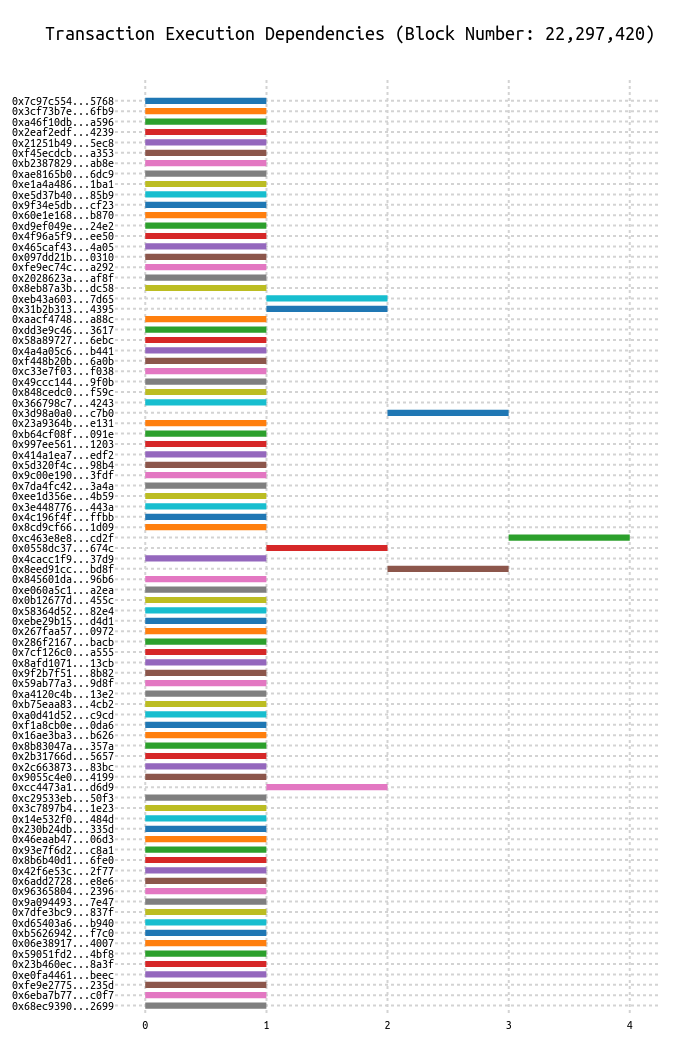 Transaction Execution Dependencies (Block Number: 22,297,420)
0x7c97c554...5768
0x3cf73b7e...6fb9
0xa46f10db...a596
0x2eaf2edf...4239
0x21251b49...5ec8
0xf45ecdcb...a353
0xb2387829...ab8e
0xae8165b0...6dc9
0xe1a4a486...1ba1
0xe5d37b40...85b9
0x9f34e5db...cf23
0x60e1e168...b870
0xd9ef049e...24e2
0x4f96a5f9...ee50
0x465caf43...4a05
0x097dd21b...0310
0xfe9ec74c...a292
0x2028623a...af8f
0x8eb87a3b...dc58
0xeb43a603...7d65
0x31b2b313...4395
0xaacf4748...a88c
0xdd3e9c46...3617
0x58a89727...6ebc
0x4a4a05c6...b441
0xf448b20b...6a0b
0xc33e7f03...f038
0x49ccc144...9f0b
0x848cedc0...f59c
0x366798c7...4243
0x3d98a0a0...c7b0
0x23a9364b...e131
0xb64cf08f...091e
0x997ee561...1203
0x414a1ea7...edf2
0x5d320f4c...98b4
0x9c00e190...3fdf
0x7da4fc42...3a4a
0xee1d356e...4b59
0x3e448776...443a
0x4c196f4f...ffbb
0x8cd9cf66...1d09
0xc463e8e8...cd2f
0x0558dc37...674c
0x4cacc1f9...37d9
0x8eed91cc...bd8f
0x845601da...96b6
0xe060a5c1...a2ea
0x0b12677d...455c
0x58364d52...82e4
0xebe29b15...d4d1
0x267faa57...0972
0x286f2167...bacb
0x7cf126c0...a555
0x8afd1071...13cb
0x9f2b7f51...8b82
0x59ab77a3...9d8f
0xa4120c4b...13e2
0xb75eaa83...4cb2
0xa0d41d52...c9cd
0xf1a8cb0e...0da6
0x16ae3ba3...b626
0x8b83047a...357a
0x2b31766d...5657
0x2c663873...83bc
0x9055c4e0...4199
0xcc4473a1...d6d9
0xc29533eb...50f3
0x3c7897b4...1e23
0x14e532f0...484d
0x230b24db...335d
0x46eaab47...06d3
0x93e7f6d2...c8a1
0x8b6b40d1...6fe0
0x42f6e53c...2f77
0x6add2728...e8e6
0x96365804...2396
0x9a094493...7e47
0x7dfe3bc9...837f
0xd65403a6...b940
0xb5626942...f7c0
0x06e38917...4007
0x59051fd2...4bf8
0x23b460ec...8a3f
0xe0fa4461...beec
0xfe9e2775...235d
0x6eba7b77...c0f7
0x68ec9390...2699
0 1 2 3 4